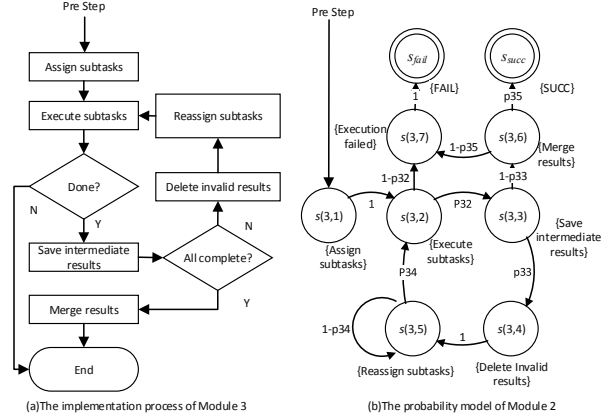 Pre Step
Assign subtasks
Execute subtasks
Reassign subtasks
Done?
Delete invalid results
N
Y
N
Save intermediate
results
All complete?
Merge results
Y
End
(a)The implementation process of Module 3
Pre Step
Sfail
Ssucc
{FAIL}
{SUCC}
1
p35
{Execution
failed}
s(3,7)
s(3,6)
1-p35
{Merge
results}
1-p32
1-p33
s(3,1)
1
s(3,2)
P32
s(3,3)
{Assign
subtasks}
{Execute
subtasks}
{Save
intermediate
results}
P34
p33
1-p34
s(3,5)
1
s(3,4)
{Reassign subtasks}
{Delete Invalid
results}
(b)The probability model of Module 2